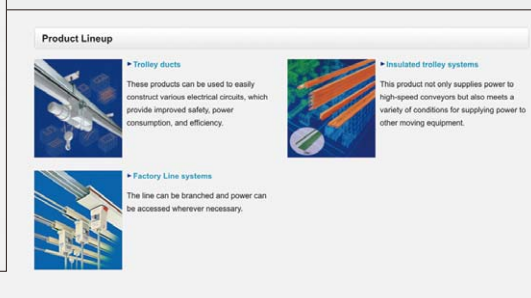 Product Lineup
Trolley ducts
These products can be used to easily
construct various electrical circuits, which
provide improved safety, power
consumption, and efficiency.
Insulated trolley systems
This product not only supplies power to
high-speed conveyors but also meets a
variety of conditions for supplying power to
other moving equipment.
Factory Line systems
The line can be branched and power can
be accessed wherever necessary.